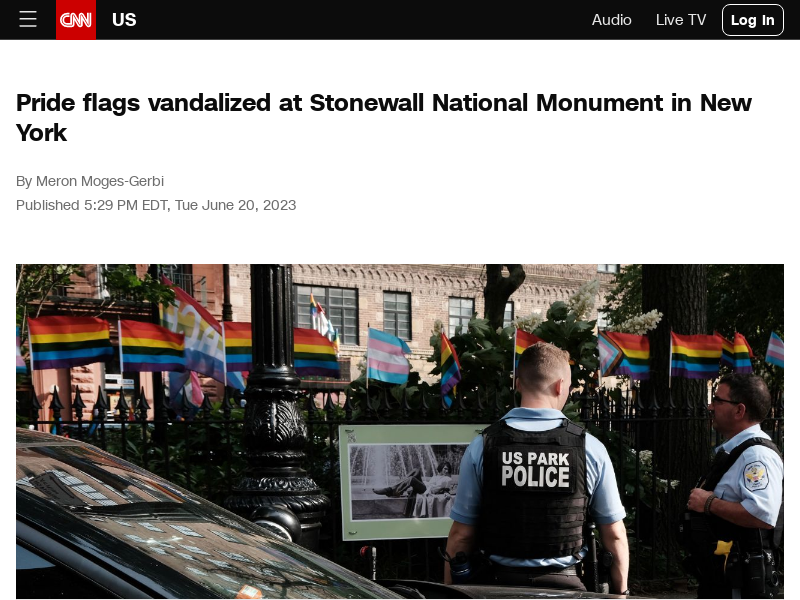 CNN
US
Audio
Live TV
Log In
Pride flags vandalized at Stonewall National Monument in New
York
By Meron Moges-Gerbi
Published 5:29 PM EDT, Tue June 20, 2023
US PARK
POLICE